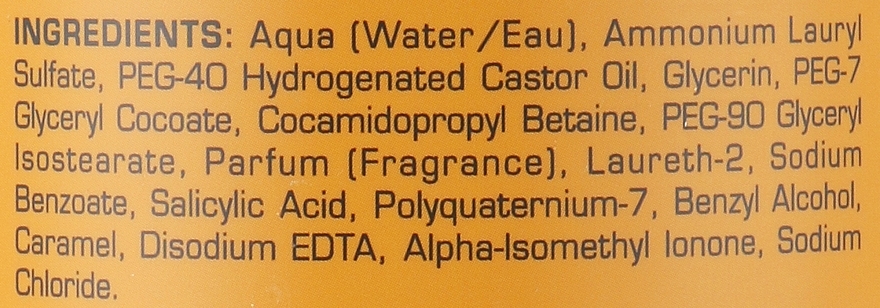 INGREDIENTS: Aqua (Water/Eau), Ammonium Lauryl
Sulfate, PEG-40 Hydrogenated Castor Oil, Glycerin, PEG-7
Glyceryl Cocoate, Cocamidopropyl Betaine, PEG-90 Glyceryl
Isostearate, Parfum (Fragrance), Laureth-2, Sodium
Benzoate, Salicylic Acid, Polyquaternium-7, Benzyl Alcohol,
Caramel, Disodium EDTA, Alpha-Isomethyl Ionone, Sodium
Chloride.